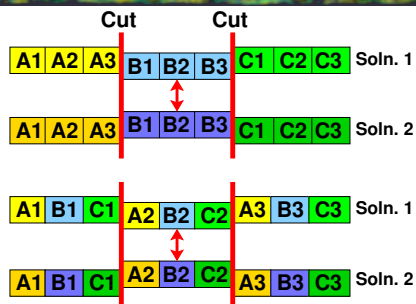 Cut Cut
A1 A2 A3 B1 B2 B3 C1 C2 C3 Soln. 1
A1 A2 A3 B1 B2 B3 C1 C2 C3 Soln. 2
A1 B1 C1 A2 B2 C2 A3 B3 C3 Soln. 1
A1 B1 C1 A2 B2 C2 A3 B3 C3 Soln. 2